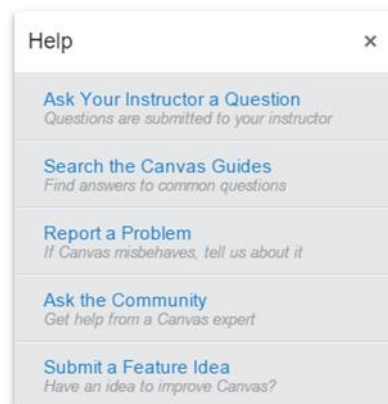 Help ×
Ask Your Instructor a Question
Questions are submitted to your instructor
Search the Canvas Guides
Find answers to common questions
Report a Problem
If Canvas misbehaves, tell us about it
Ask the Community
Get help from a Canvas expert
Submit a Feature Idea
Have an idea to improve Canvas?